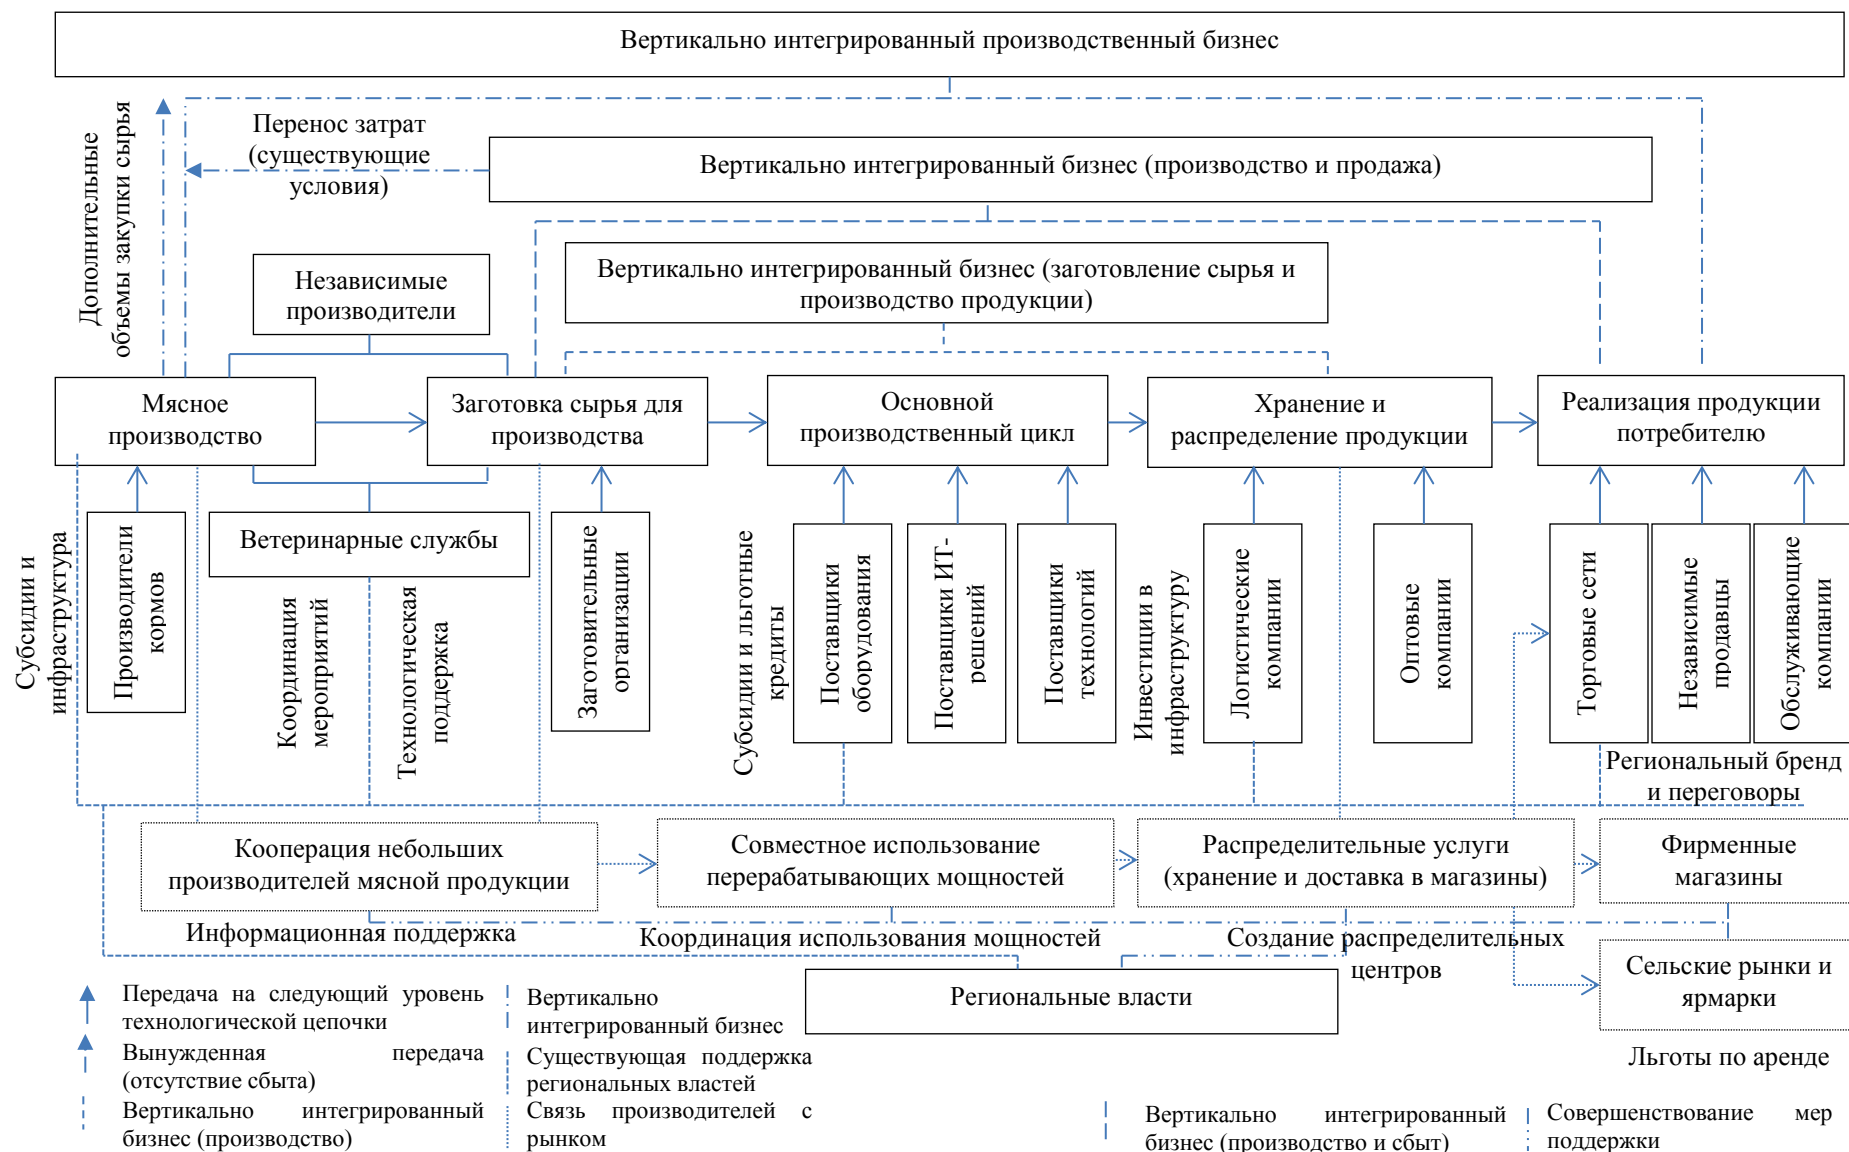 Вертикально интегрированный производственный бизнес
Дополнительные
объемы закупки сырья
Перенос затрат
(существующие
условия)
Вертикально интегрированный бизнес (производство и продажа)
Независимые
производители
Вертикально интегрированный бизнес (заготовление сырья и
производство продукции)
Мясное
производство
Заготовка сырья для
производства
Основной
производственный цикл
Хранение и
распределение продукции
Реализация продукции
потребителю
Субсидии и
инфраструктура
Производители
кормов
Ветеринарные службы
Координация
мероприятий
Технологическая
поддержка
Заготовительные
организации
Субсидии и льготные
кредиты
Поставщики
оборудования
Поставщики ИТ-
решений
Поставщики
технологий
Инвестиции в
инфраструктуру
Логистические
компании
Оптовые
компании
Торговые сети
Независимые
продавцы
Обслуживающие
компании
Региональный бренд
и переговоры
Кооперация небольших
производителей мясной продукции
Совместное использование
перерабатывающих мощностей
Распределительные услуги
(хранение и доставка в магазины)
Фирменные
магазины
Информационная поддержка
Координация использования мощностей
Создание распределительных
центров
Региональные власти
Сельские рынки и
ярмарки
Льготы по аренде
Передача на следующий уровень
технологической цепочки
Вынужденная передача
(отсутствие сбыта)
Вертикально интегрированный
бизнес (производство)
Вертикально
интегрированный бизнес
Существующая поддержка
региональных властей
Связь производителей с
рынком
Вертикально интегрированный
бизнес (производство и сбыт)
Совершенствование мер
поддержки